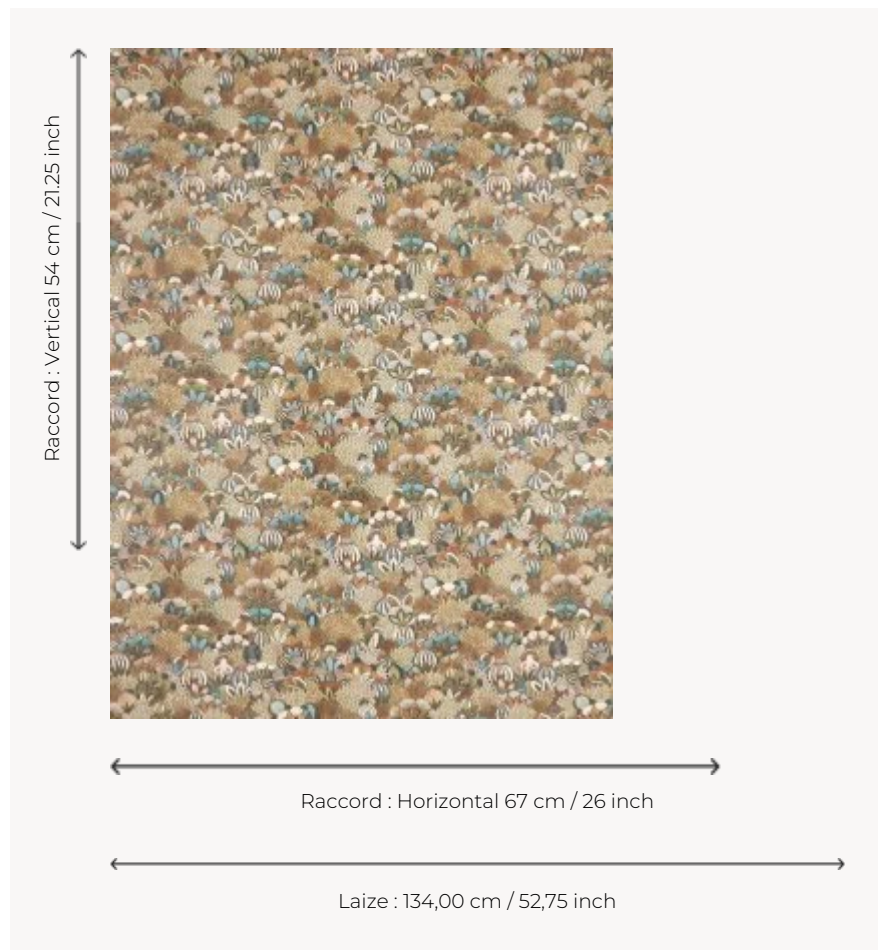 Raccord : Vertical 54 cm / 21.25 inch
Raccord : Horizontal 67 cm / 26 inch
Laize : 134,00 cm / 52,75 inch